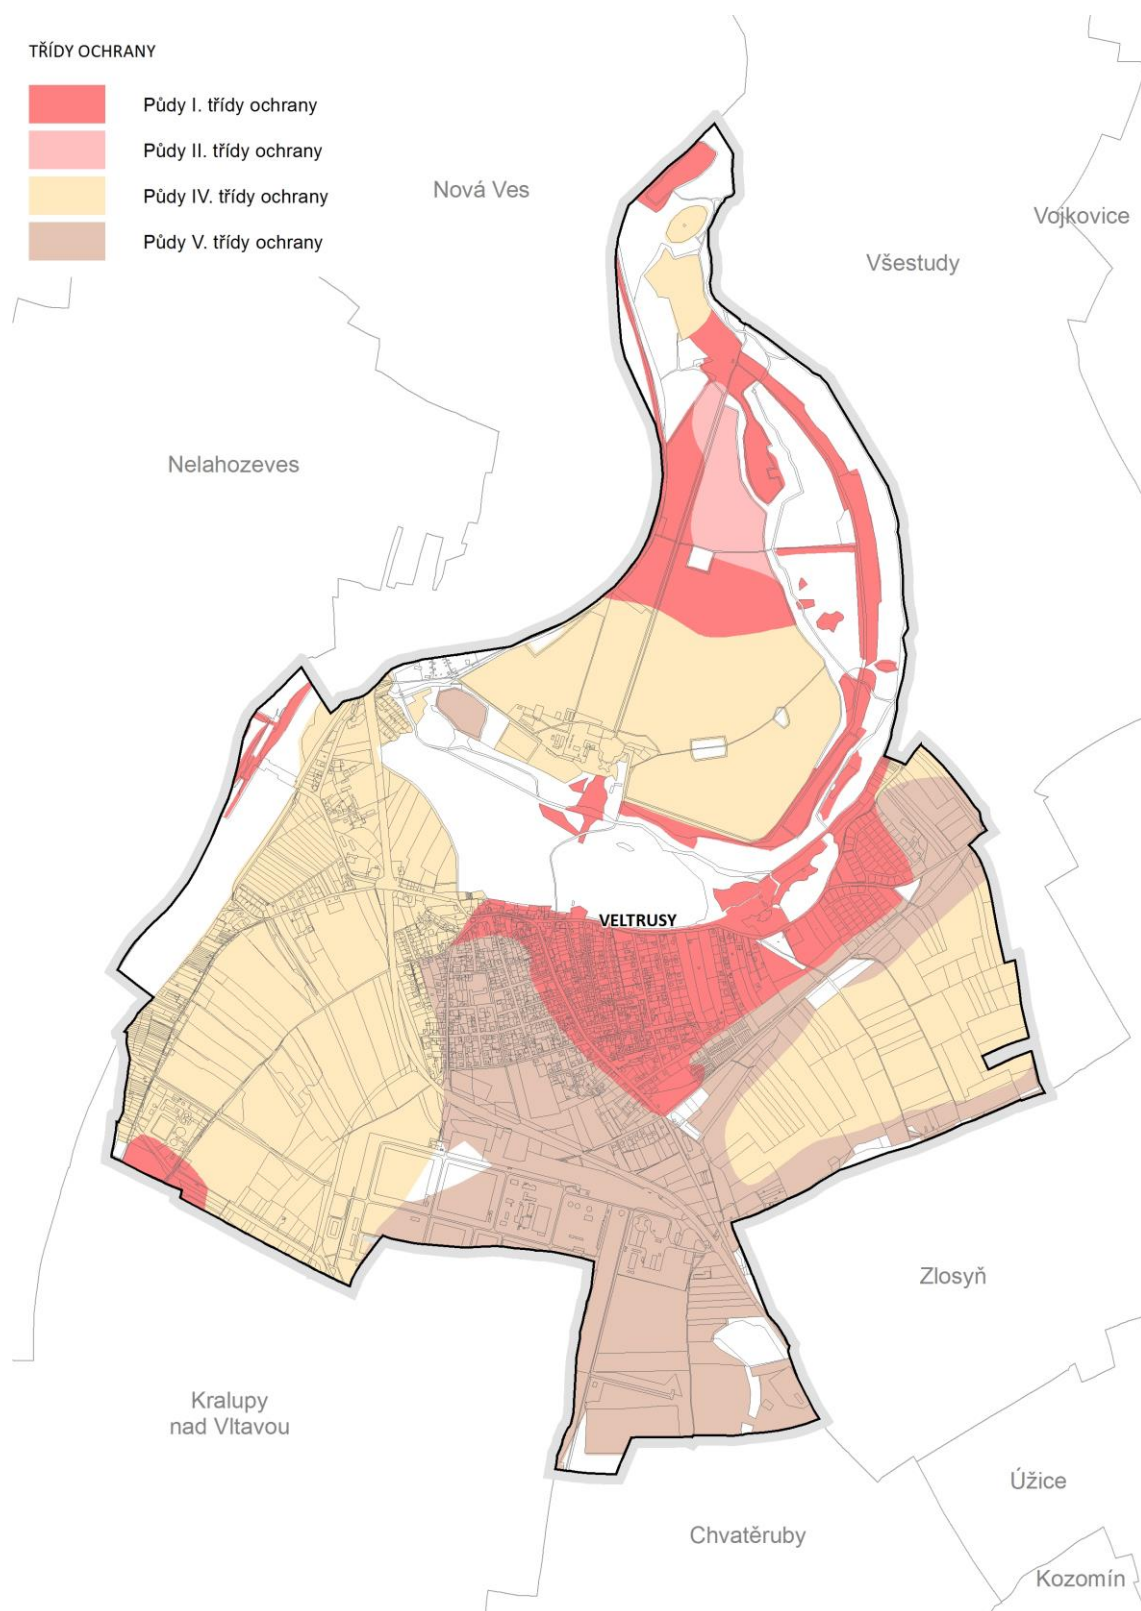 TŘÍDY OCHRANY
Půdy I. třídy ochrany
Půdy II. třídy ochrany
Půdy IV. třídy ochrany
Půdy V. třídy ochrany
Nová Ves
Vojkovice
Všestudy
Nelahozeves
VELTRUSY
Zlosyň
Kralupy
nad Vltavou
Úžice
Chvatěruby
Kozomín